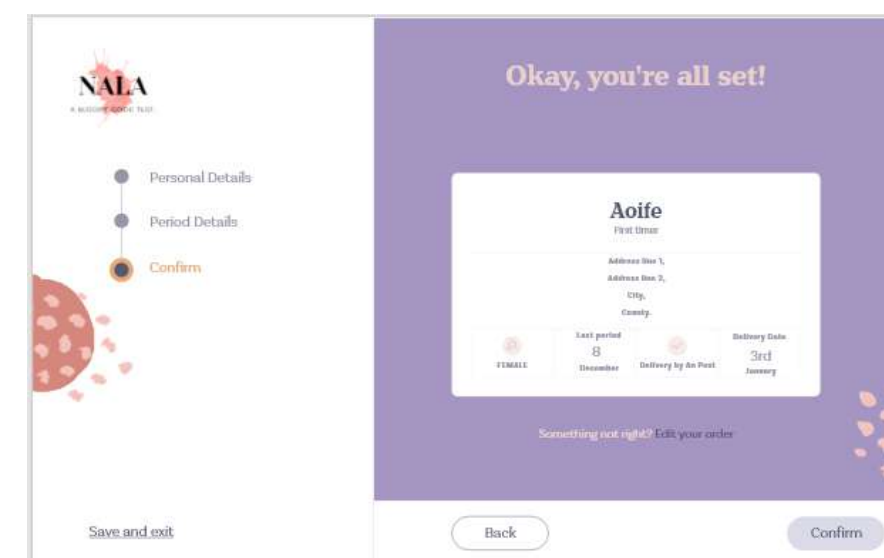 NALA
Okay, you're all set!
Personal Details
Period Details
Confirm
Aoife
First timer
Address line 1,
Address line 2,
City,
County.
FEMALE
Last period
8
December
Delivery by An Post
Delivery Date
3rd
January
Something not right? Edit your order
Save and exit
Back
Confirm